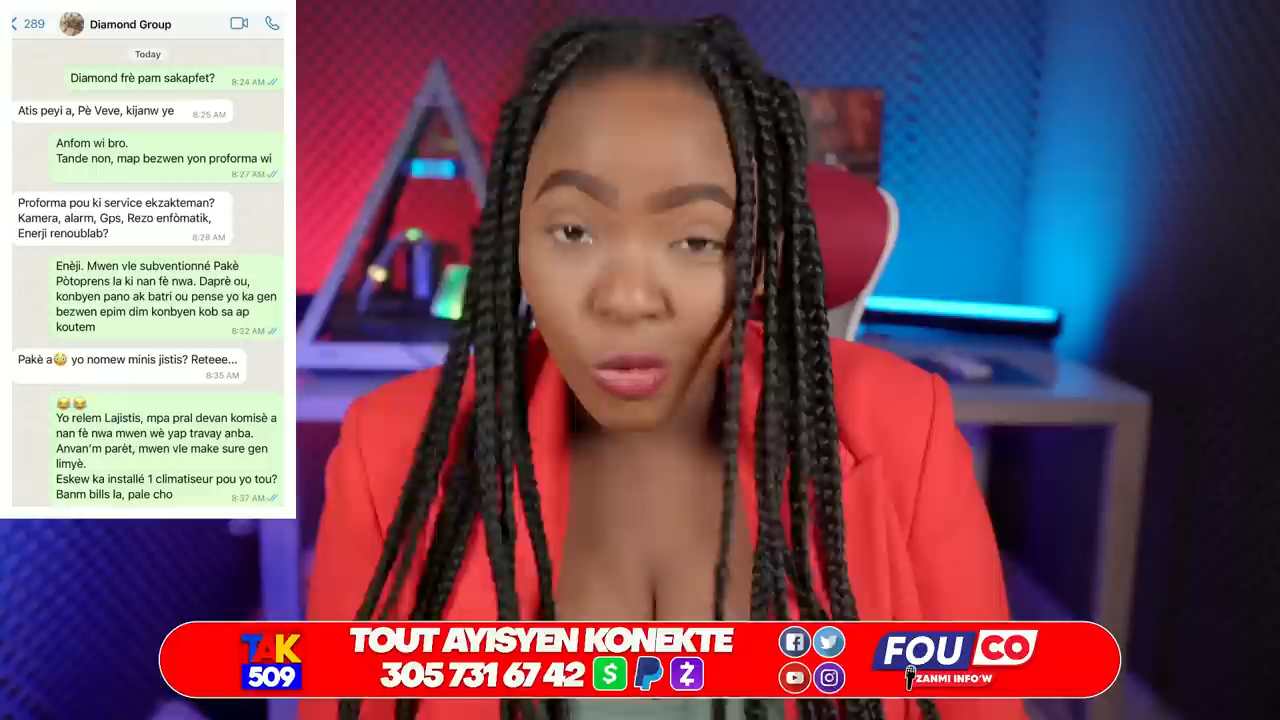 289
Diamond Group
Today
Diamond frè pam sakapfet?
8:24 AM
Atis peyi a, Pè Veve, kijanw ye
8:25 AM
Anfom wi bro.
Tande non, map bezwen yon proforma wi
8:27 AM
Proforma pou ki service ekzakteman?
Kamera, alarm, Gps, Rezo enfòmatik,
Enerji renoublab?
8:28 AM
Enèji. Mwen vle subventionné Pakè
Pòtoprens la ki nan fè nwa. Daprè ou,
konbyen pano ak batri ou pense yo ka gen
bezwen epim dim konbyen kob sa ap
koutem
8:32 AM
Pakè a😳 yo nomew minis jistis? Reteee...
8:35 AM
😂 😂
Yo relem Lajistis, mpa pral devan komisè a
nan fè nwa mwen wè yap travay anba.
Anvan'm parèt, mwen vle make sure gen
limyè.
Eskew ka installé 1 climatiseur pou yo tou?
Banm bills la, pale cho
8:37 AM
TAK
509
TOUT AYISYEN KONEKTE
305 731 67 42
FOU CO
ZANMI INFO'W